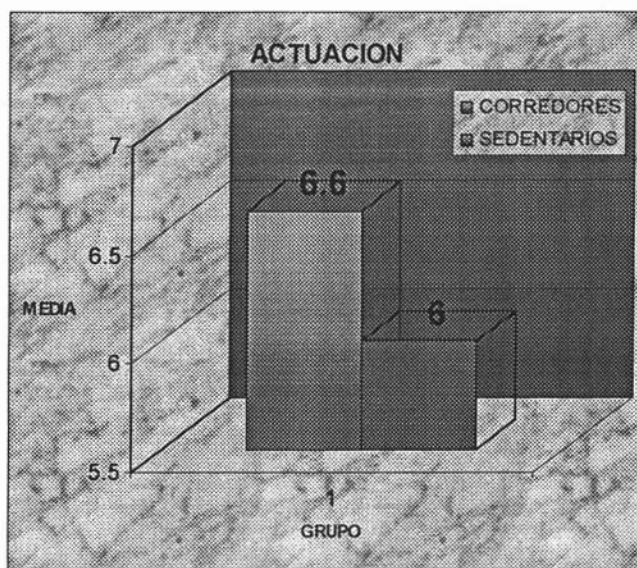 ACTUACION
CORREDORES
SEDENTARIOS
7
6.5
6
5.5
MEDIA
6.6
6
1
GRUPO